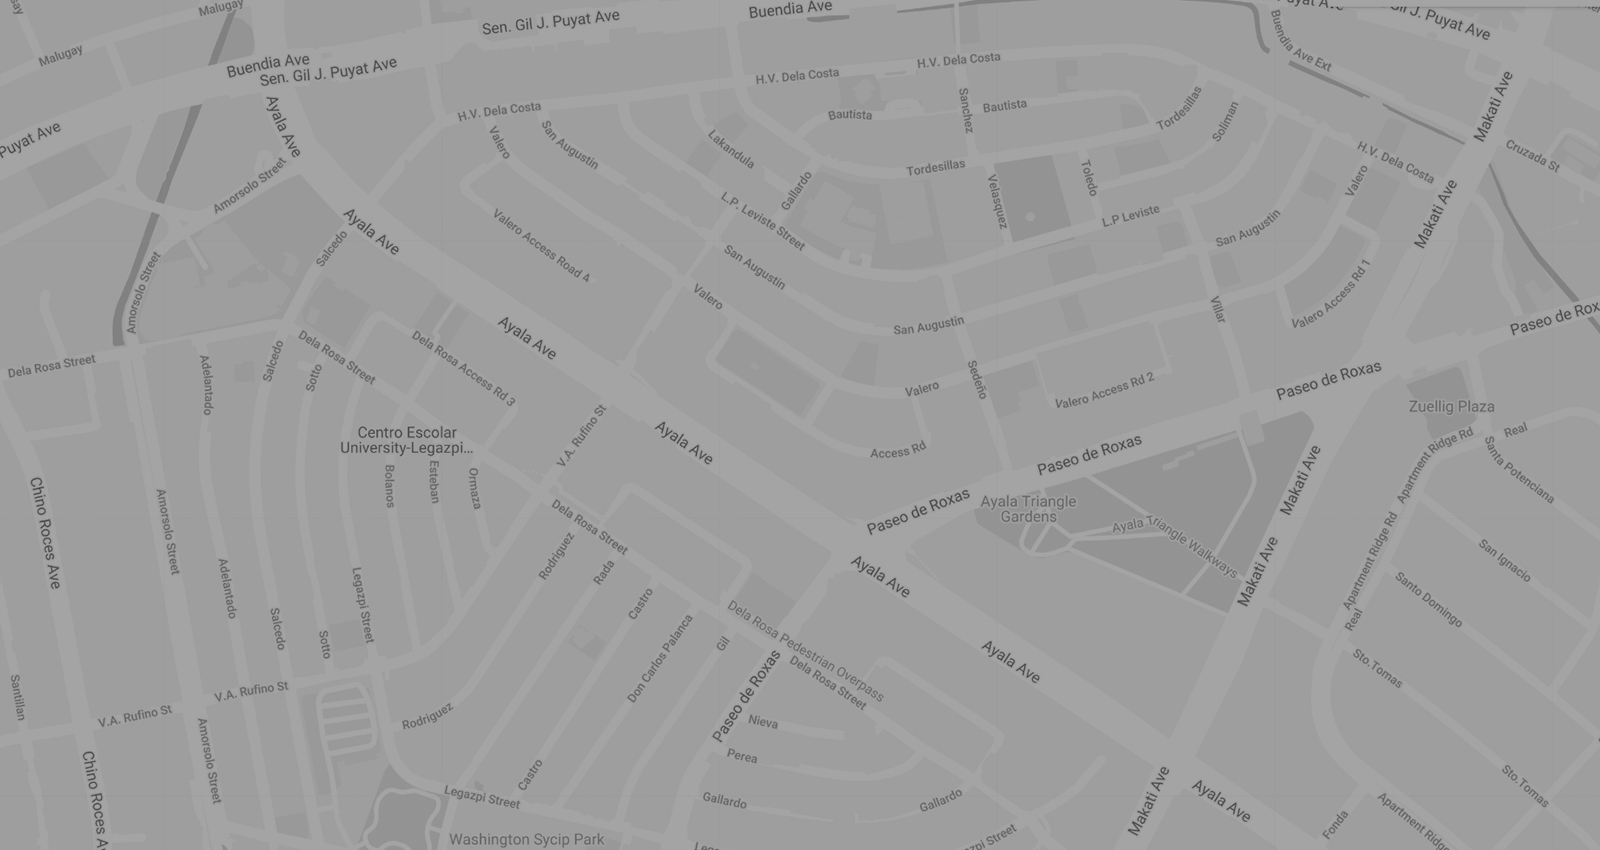 Malugay
Malugay
Buendia Ave
Sen. Gil J. Puyat Ave
Sen. Gil J. Puyat Ave
Buendia Ave
Gil J. Puyat Ave
Puyat Ave
Buendia Ave Ext
Makati Ave
Cruzada St
Puyat Ave
Ayala Ave
Amorsolo Street
H.V. Dela Costa
H.V. Dela Costa
H.V. Dela Costa
H.V. Dela Costa
Valero
San Augustin
Lakandula
Gallardo
Bautista
Bautista
Sanchez
Tordesillas
Tordesillas
Soliman
Toledo
Velasquez
Valero
Makati Ave
L.P. Leviste Street
L.P Leviste
San Augustin
San Augustin
San Augustin
Valero Access Road 4
Valero
Valero Access Rd 1
Villar
Ayala Ave
Salcedo
Amorsolo Street
Dela Rosa Street
Adelantado
Salcedo
Sotto
Dela Rosa Street
Dela Rosa Access Rd 3
Ayala Ave
Valero
Sedeño
Valero Access Rd 2
Paseo de Roxas
Paseo de Rox
Zuellig Plaza
Centro Escolar
University-Legazpi...
V.A. Rufino St
Ayala Ave
Access Rd
Paseo de Roxas
Paseo de Roxas
Ayala Triangle
Gardens
Ayala Triangle Walkways
Makati Ave
Makati Ave
Apartment Ridge Rd
Real
Santa Potenciana
Apartment Ridge Rd
Real
San Ignacio
Santo Domingo
Sto.Tomas
Sto.Tomas
Chino Roces Ave
Amorsolo Street
Bolanos
Esteban
Ormaza
Dela Rosa Street
Rodriguez
Rada
Castro
Don Carlos Palanca
Gil
Ayala Ave
Adelantado
Salcedo
Sotto
Legazpi Street
Dela Rosa Pedestrian Overpass
Dela Rosa Street
Paseo de Roxas
Ayala Ave
Santillan
V.A. Rufino St
V.A. Rufino St
Rodriguez
Nieva
Perea
Amorsolo Street
Chino Roces A
Castro
Legazpi Street
Gallardo
Gallardo
Makati Ave
Ayala Ave
Fonda
Apartment Ridge
Washington Sycip Park